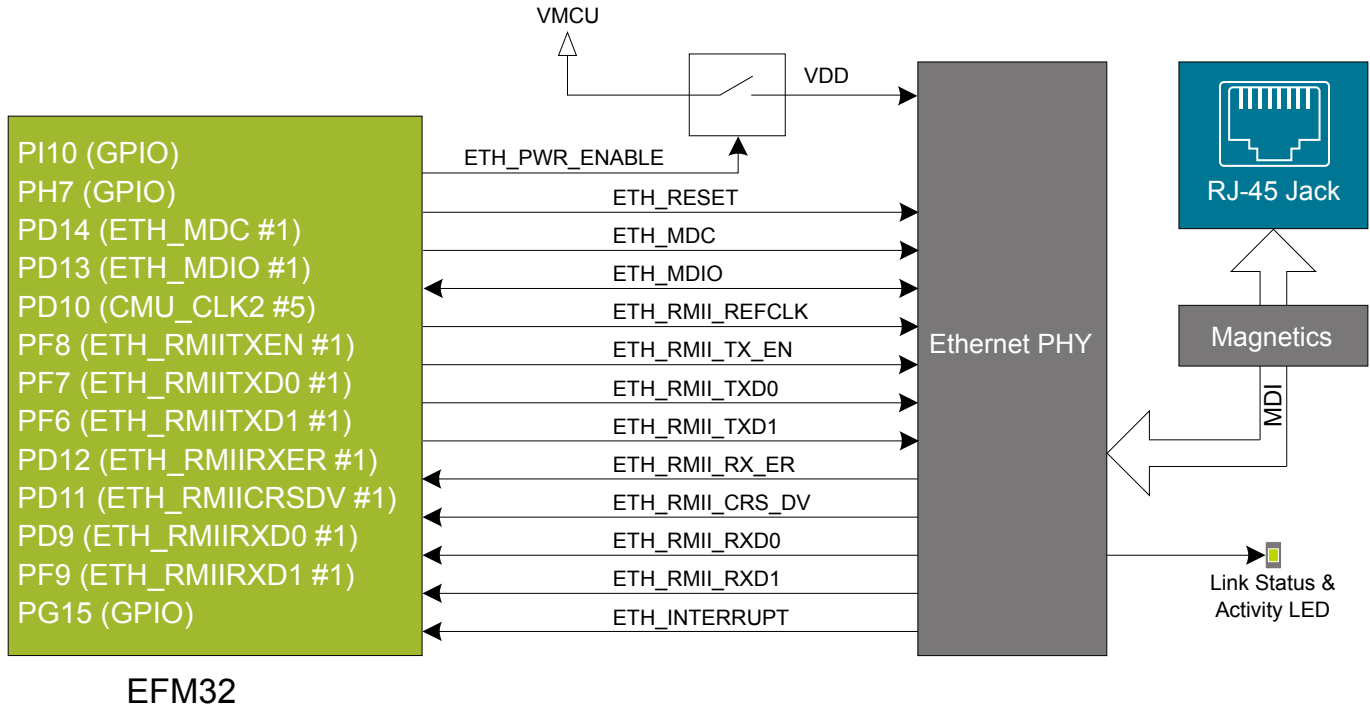 VMCU
VDD
PI10 (GPIO)
PH7 (GPIO)
PD14 (ETH_MDC #1)
PD13 (ETH_MDIO #1)
PD10 (CMU_CLK2 #5)
PF8 (ETH_RMIITXEN #1)
PF7 (ETH_RMIITXD0 #1)
PF6 (ETH_RMIITXD1 #1)
PD12 (ETH_RMIIRXER #1)
PD11 (ETH_RMIICRSDV #1)
PD9 (ETH_RMIIRXD0 #1)
PF9 (ETH_RMIIRXD1 #1)
PG15 (GPIO)
EFM32
ETH_PWR_ENABLE
ETH_RESET
ETH_MDC
ETH_MDIO
ETH_RMII_REFCLK
ETH_RMII_TX_EN
ETH_RMII_TXD0
ETH_RMII_TXD1
ETH_RMII_RX_ER
ETH_RMII_CRS_DV
ETH_RMII_RXD0
ETH_RMII_RXD1
ETH_INTERRUPT
Ethernet PHY
RJ-45 Jack
Magnetics
MDI
Link Status &
Activity LED